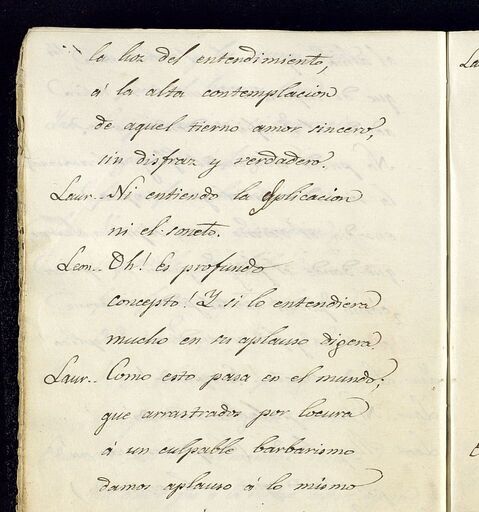 la luz del entendimiento,
á la alta contemplacion
de aquel tierno amor sincero,
sin disfraz y verdadero.
Laur.. Ni entiendo la esplicacion
ni el soneto.
Leon.. Oh! Es profundo
concepto! Y si lo entendiera
mucho en su aplauso digera.
Laur.. Como esto pasa en el mundo;
que arrastrados por locura
á un culpable barbarismo
damos aplauso á lo mismo
La